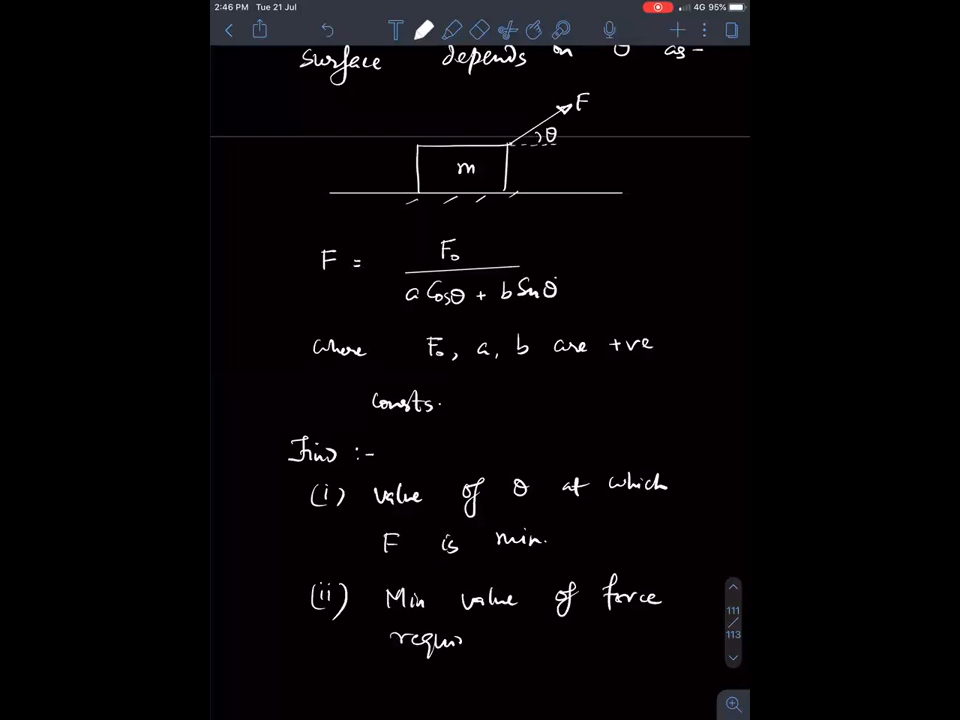 2:46 PM Tue 21 Jul
4G 95%
T
surface depends on θ as-
F
θ
m
F = F₀ / (a Cosθ + b Sinθ)
where F₀, a, b are +ve
consts.
Find :-
(i) value of θ at which
F is min.
(ii) Min value of force
requi
111
/
113